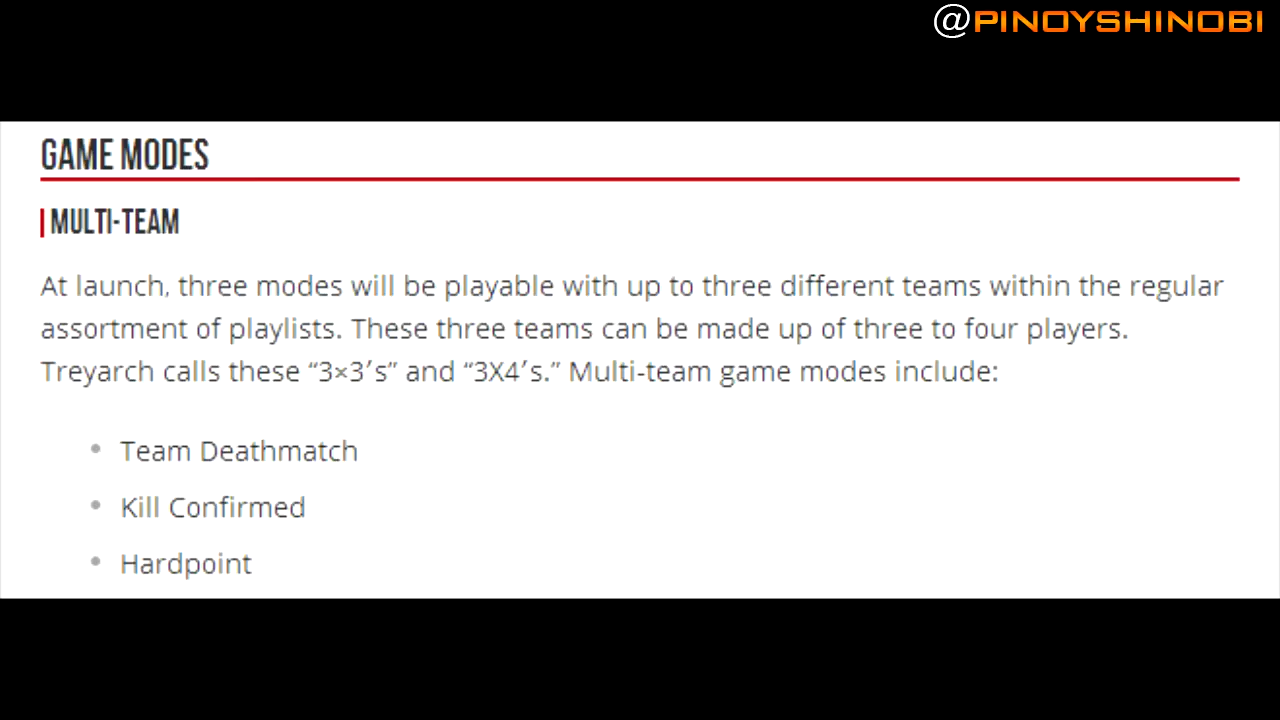 @PINOYSHINOBI
GAME MODES
MULTI-TEAM
At launch, three modes will be playable with up to three different teams within the regular
assortment of playlists. These three teams can be made up of three to four players.
Treyarch calls these “3×3′s” and “3X4′s.” Multi-team game modes include:
• Team Deathmatch
• Kill Confirmed
• Hardpoint